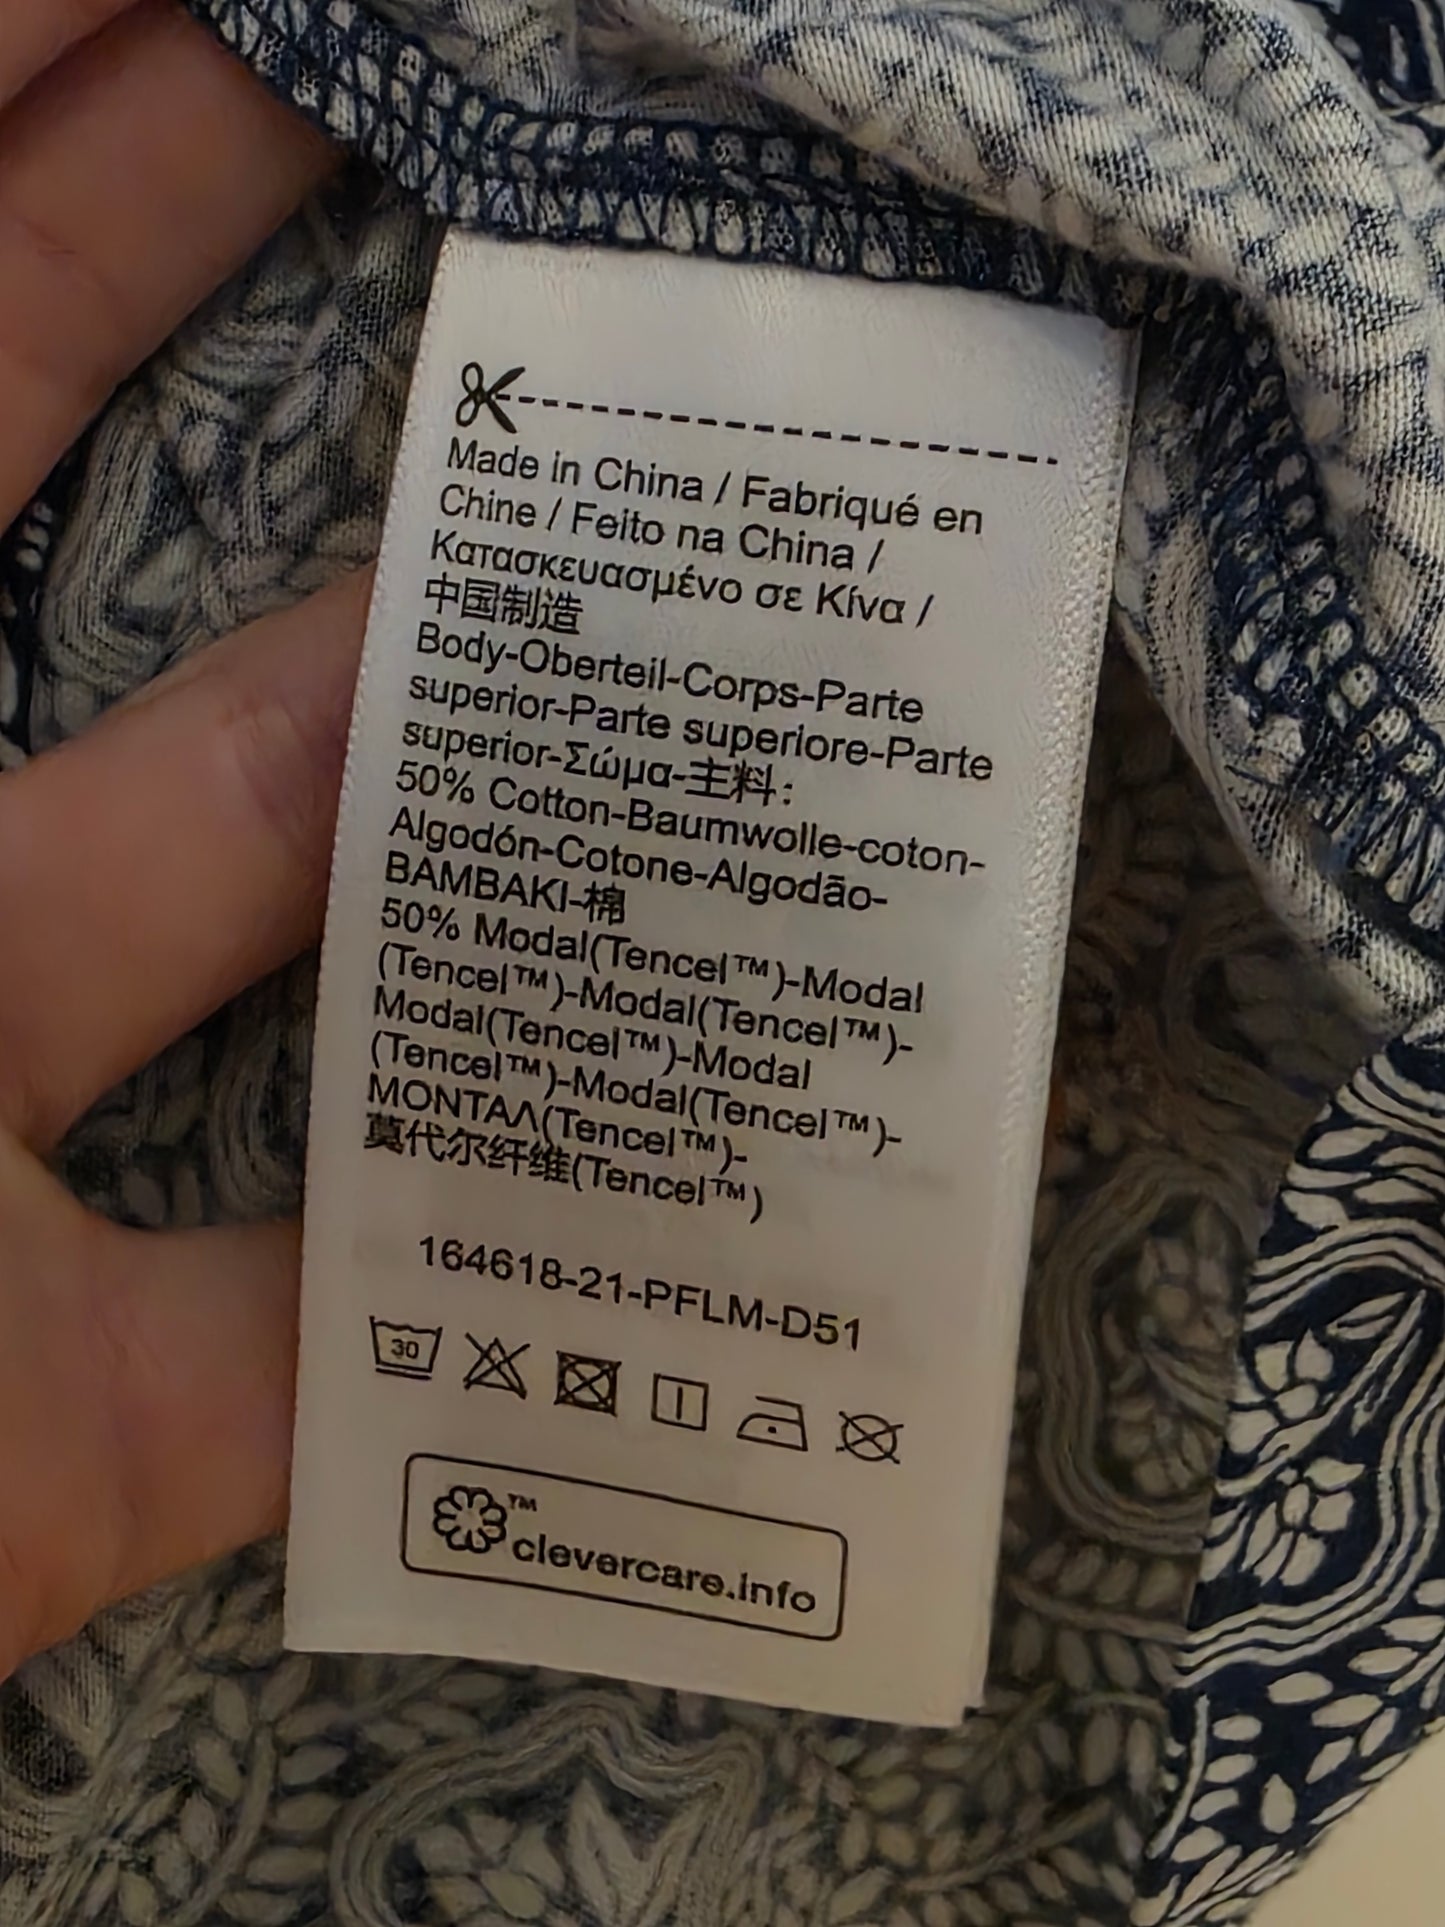 Made in China / Fabriqué en
Chine / Feito na China /
Κατασκευασμένο σε Κίνα /
中国制造
Body-Oberteil-Corps-Parte
superior-Parte superiore-Parte
superior-Σώμα-主料:
50% Cotton-Baumwolle-coton-
Algodón-Cotone-Algodāo-
BAMBAKI-棉
50% Modal(Tencel™)-Modal
(Tencel™)-Modal(Tencel™)-
Modal(Tencel™)-Modal
(Tencel™)-Modal(Tencel™)-
ΜΟΝΤΑΛ(Tencel™)-
莫代尔纤维(Tencel™)
164618-21-PFLM-D51
30
™clevercare.info